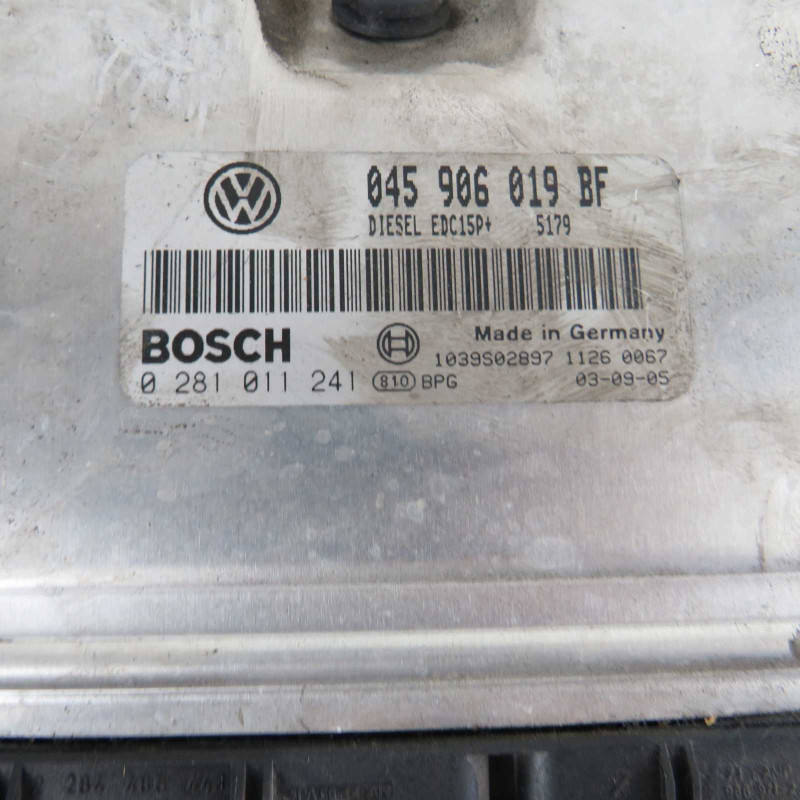 045 906 019 BF
DIESEL EDC15P+ 5179
BOSCH
Made in Germany
1039S02897 1126 0067
0 281 011 241 810 BPG 03-09-05